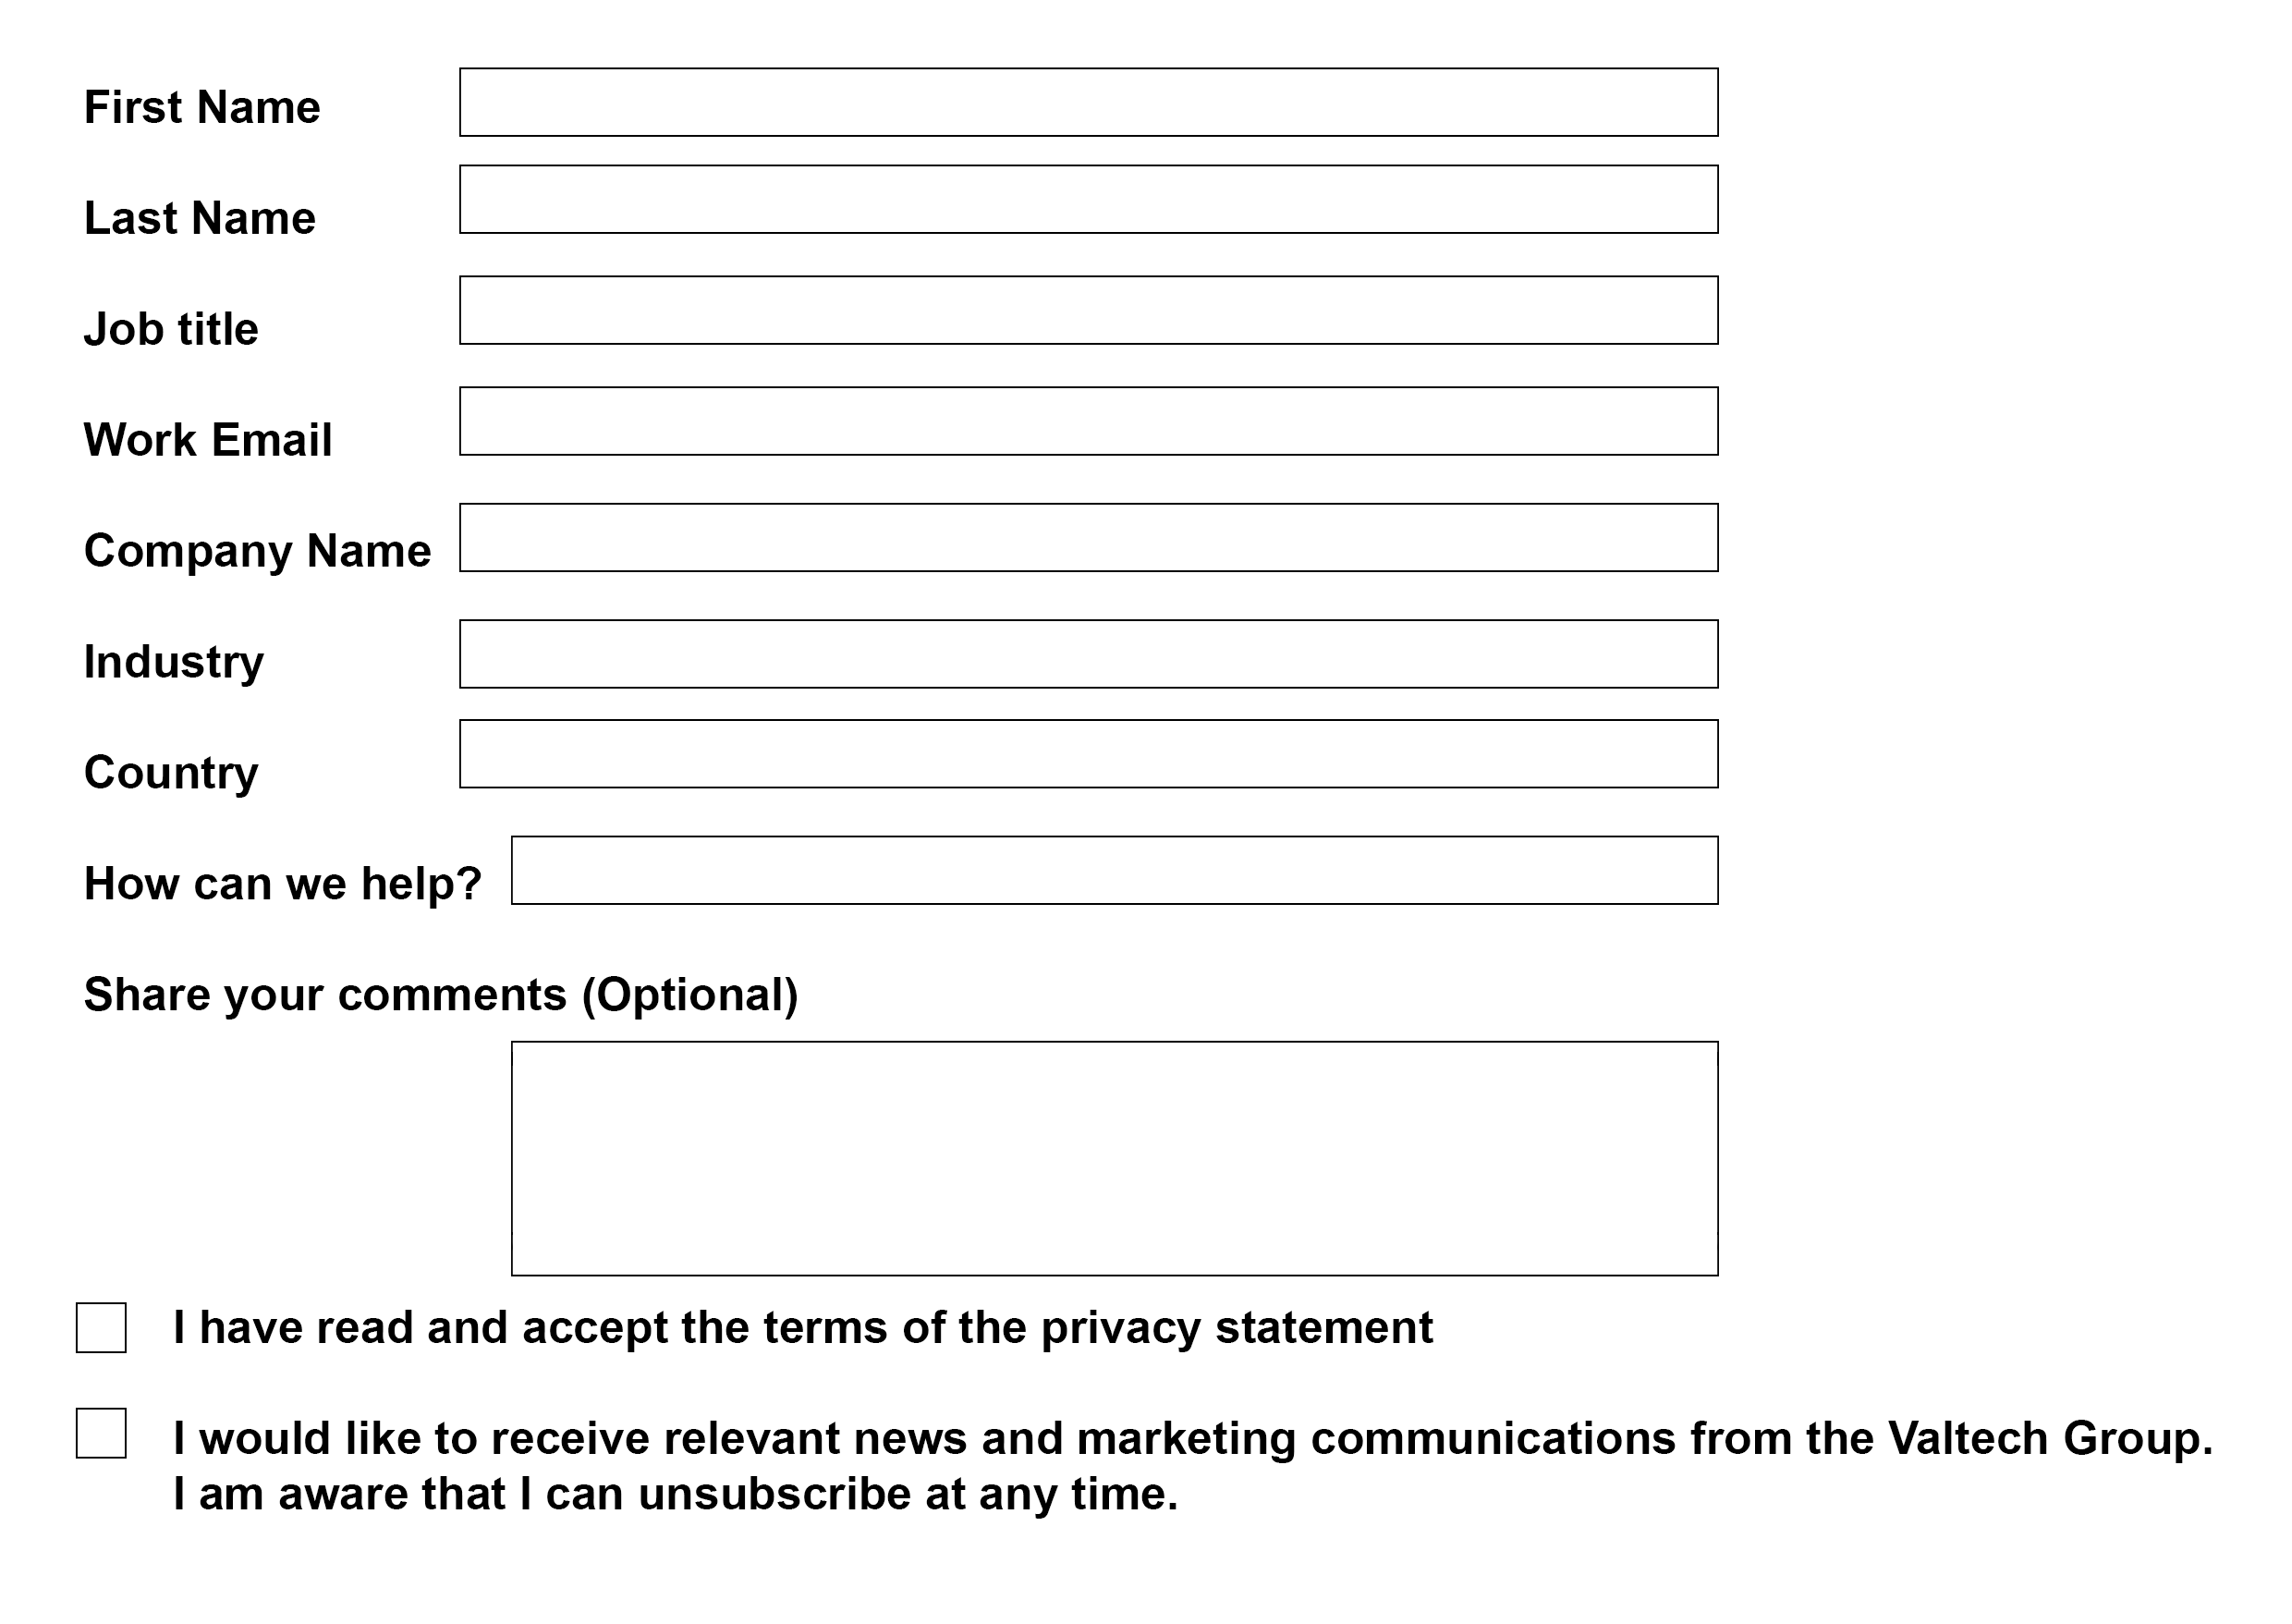 First Name
Last Name
Job title
Work Email
Company Name
Industry
Country
How can we help?
Share your comments (Optional)
I have read and accept the terms of the privacy statement
I would like to receive relevant news and marketing communications from the Valtech Group.
I am aware that I can unsubscribe at any time.